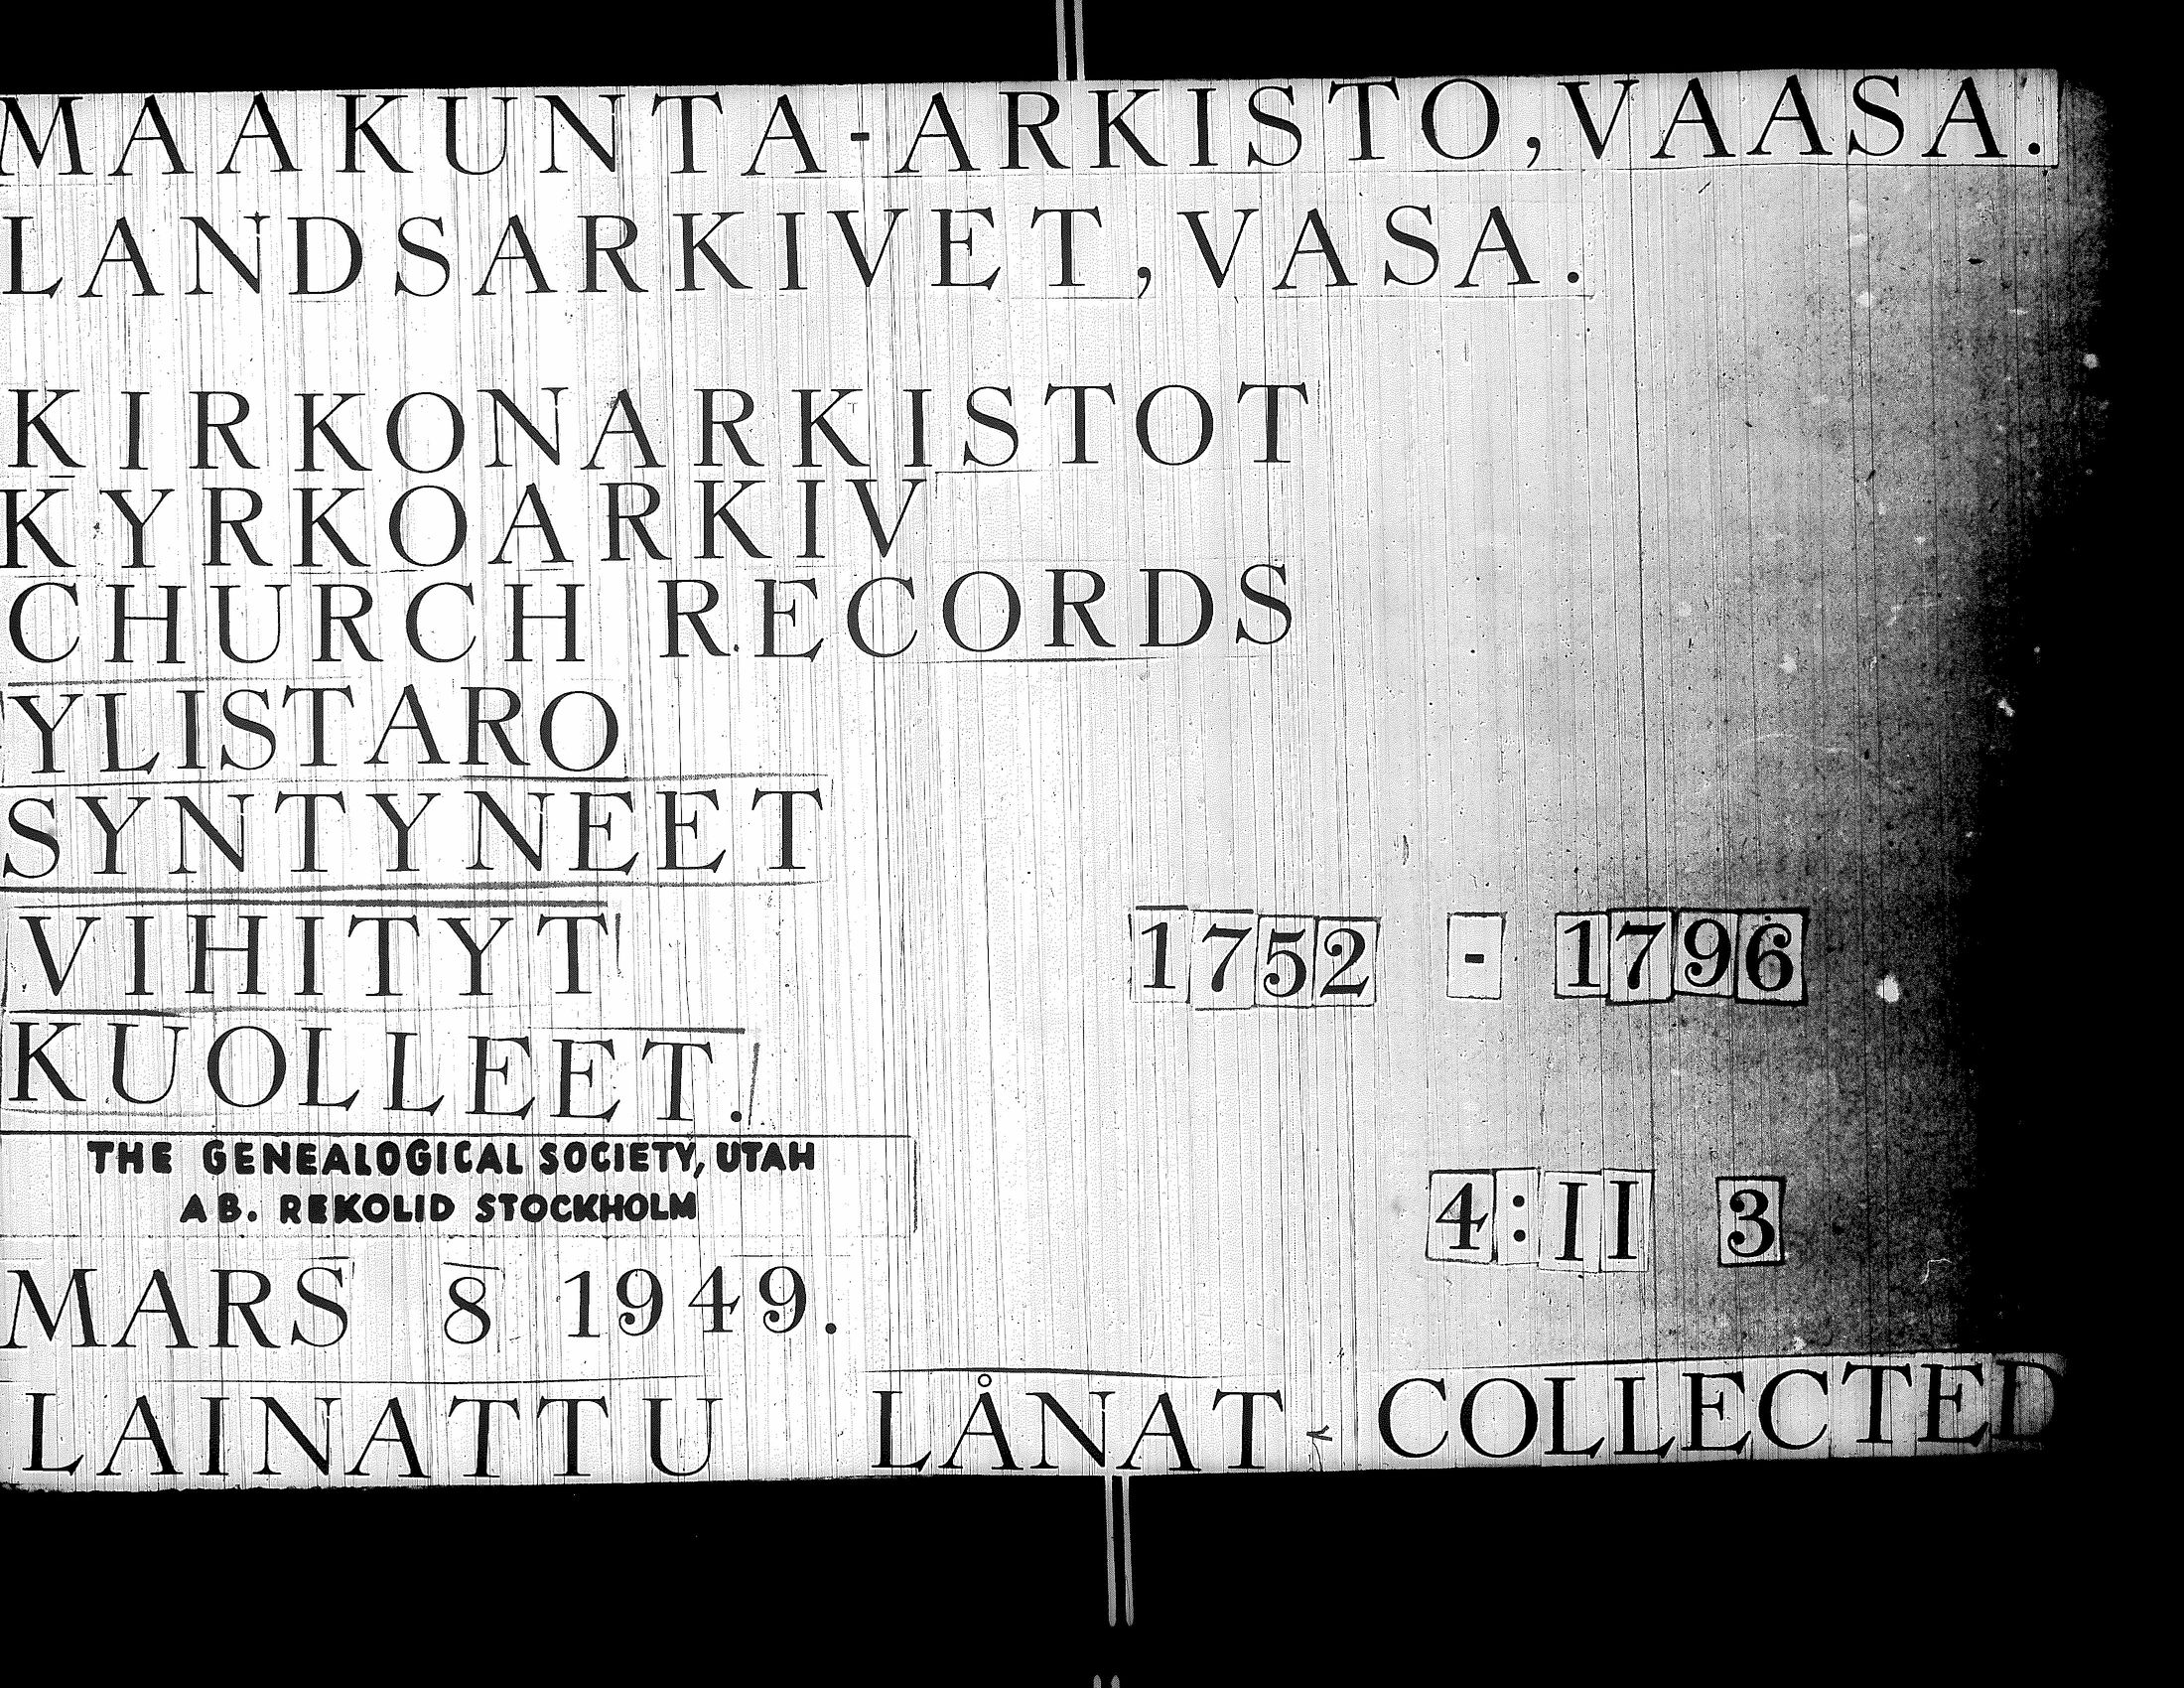 MAAKUNTA-ARKISTO, VAASA.
LANDSARKIVET, VASA.
KIRKONARKISTOT
KYRKOARKIV
CHURCH RECORDS
YLISTARO
SYNTYNEET
VIHITYT 1752 - 1796
KUOLLEET.
THE GENEALOGICAL SOCIETY, UTAH
AB. REKOLID STOCKHOLM
4:II 3
MARS 8 1949.
LAINATTU LÅNAT COLLECTED